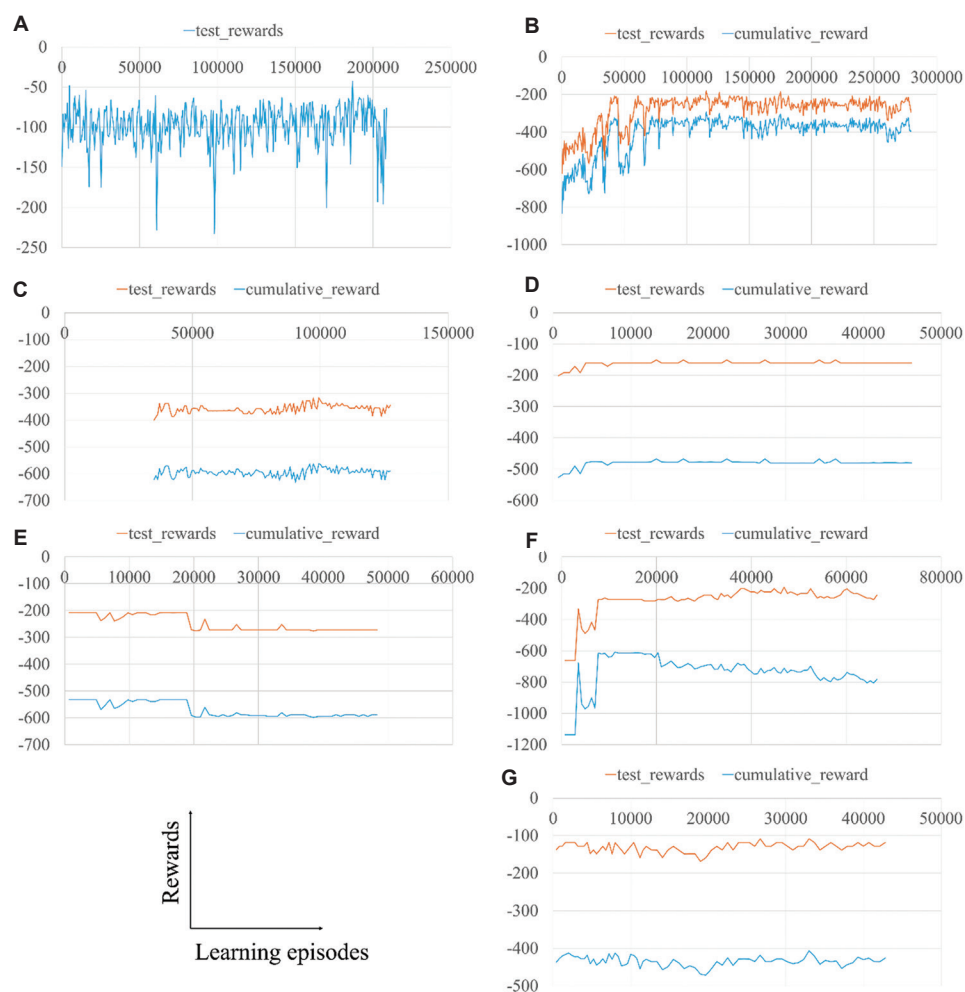 A
test_rewards
0
0 50000 100000 150000 200000 250000
-50
-100
-150
-200
-250
B
test_rewards cumulative_reward
0
0 50000 100000 150000 200000 250000 300000
-200
-400
-600
-800
-1000
C
test_rewards cumulative_reward
0
0 50000 100000 150000
-100
-200
-300
-400
-500
-600
-700
D
test_rewards cumulative_reward
0
0 10000 20000 30000 40000 50000
-100
-200
-300
-400
-500
-600
E
test_rewards cumulative_reward
0
0 10000 20000 30000 40000 50000 60000
-100
-200
-300
-400
-500
-600
-700
F
test_rewards cumulative_reward
0
0 20000 40000 60000 80000
-200
-400
-600
-800
-1000
-1200
G
test_rewards cumulative_reward
0
0 10000 20000 30000 40000 50000
-100
-200
-300
-400
-500
Rewards
Learning episodes